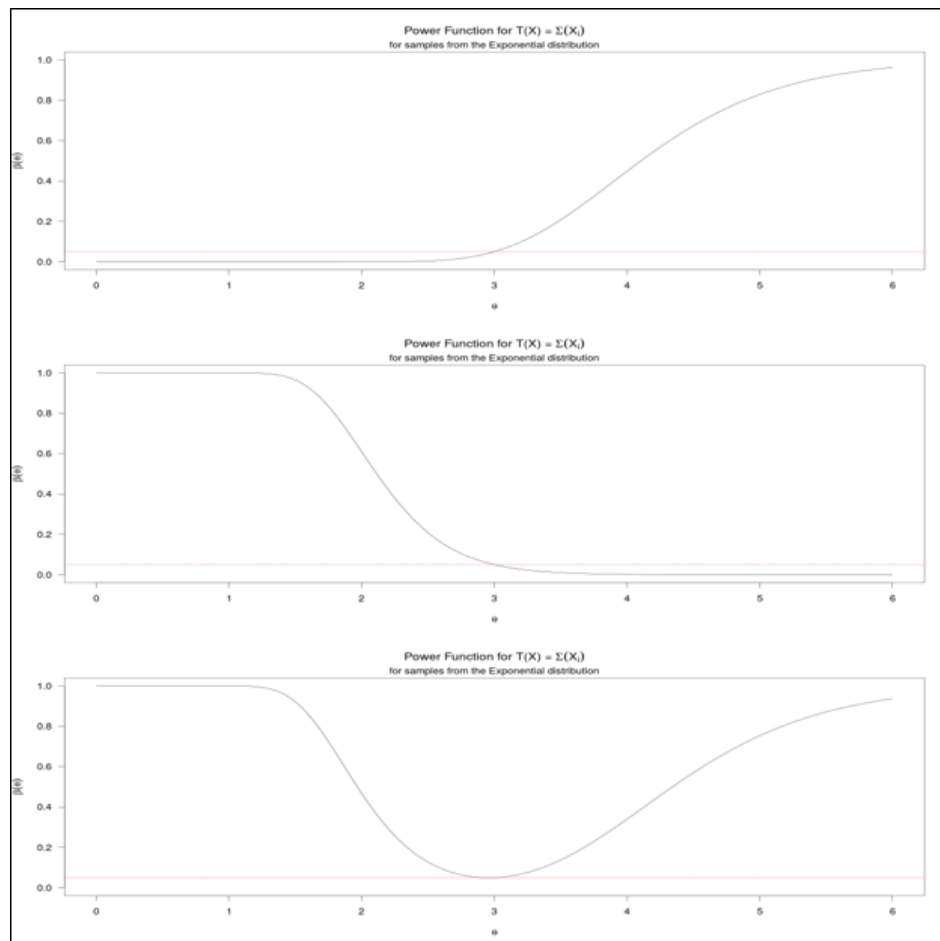 Power Function for T(X) = Σ(Xᵢ)
for samples from the Exponential distribution
1.0
0.8
0.6
0.4
0.2
0.0
β(θ)
0 1 2 3 4 5 6
θ
Power Function for T(X) = Σ(Xᵢ)
for samples from the Exponential distribution
1.0
0.8
0.6
0.4
0.2
0.0
β(θ)
0 1 2 3 4 5 6
θ
Power Function for T(X) = Σ(Xᵢ)
for samples from the Exponential distribution
1.0
0.8
0.6
0.4
0.2
0.0
β(θ)
0 1 2 3 4 5 6
θ